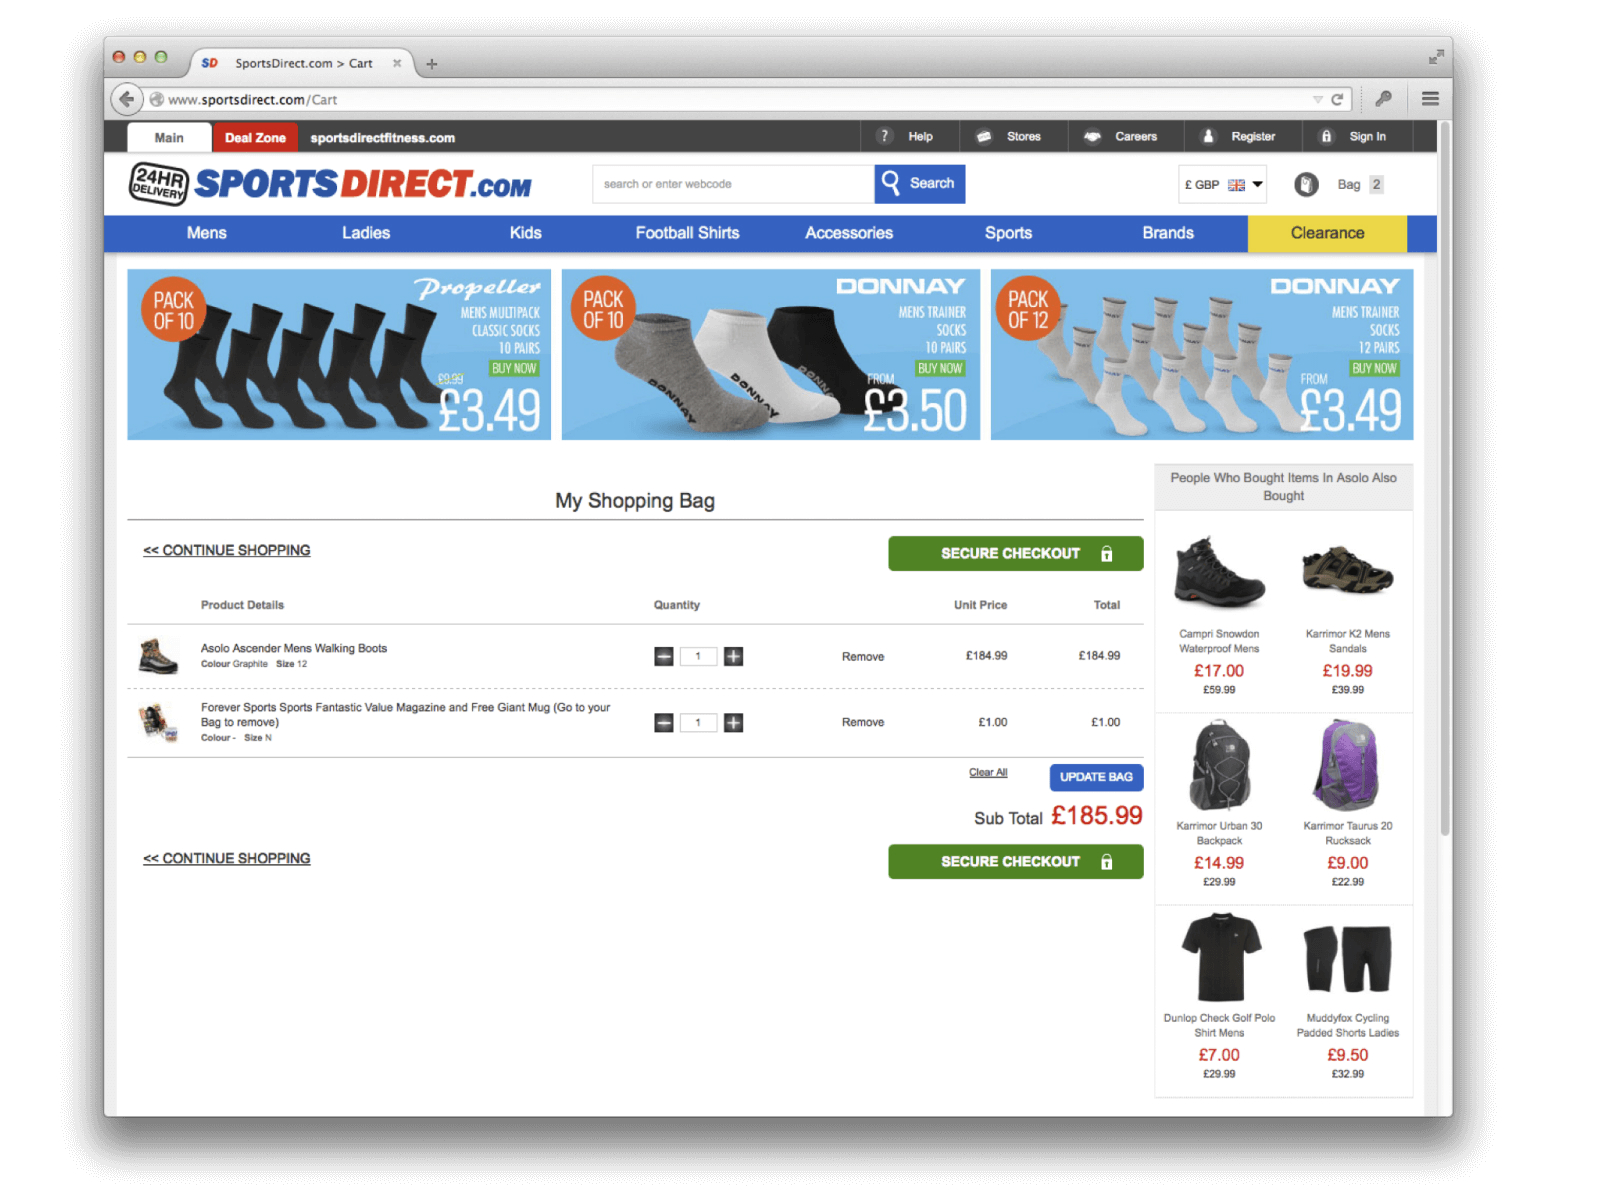 SD SportsDirect.com > Cart
www.sportsdirect.com/Cart
Main Deal Zone sportsdirectfitness.com ? Help Stores Careers Register Sign In
24HR DELIVERY SPORTSDIRECT.COM search or enter webcode Search £ GBP Bag 2
Mens Ladies Kids Football Shirts Accessories Sports Brands Clearance
PACK OF 10
Propeller
MENS MULTIPACK
CLASSIC SOCKS
10 PAIRS
BUY NOW
£9.99
£3.49
PACK OF 10
DONNAY
MENS TRAINER
SOCKS
10 PAIRS
BUY NOW
FROM
£3.50
DONNAY
DONNAY
DONNAY
PACK OF 12
DONNAY
MENS TRAINER
SOCKS
12 PAIRS
BUY NOW
FROM
£3.49
My Shopping Bag
<< CONTINUE SHOPPING SECURE CHECKOUT
Product Details Quantity Unit Price Total
Asolo Ascender Mens Walking Boots
Colour Graphite Size 12
1 Remove £184.99 £184.99
Forever Sports Sports Fantastic Value Magazine and Free Giant Mug (Go to your
Bag to remove)
Colour - Size N
1 Remove £1.00 £1.00
Clear All UPDATE BAG
Sub Total £185.99
<< CONTINUE SHOPPING SECURE CHECKOUT
People Who Bought Items In Asolo Also
Bought
Campri Snowdon
Waterproof Mens
£17.00
£59.99
Karrimor K2 Mens
Sandals
£19.99
£39.99
Karrimor Urban 30
Backpack
£14.99
£29.99
Karrimor Taurus 20
Rucksack
£9.00
£22.99
Dunlop Check Golf Polo
Shirt Mens
£7.00
£29.99
Muddyfox Cycling
Padded Shorts Ladies
£9.50
£32.99